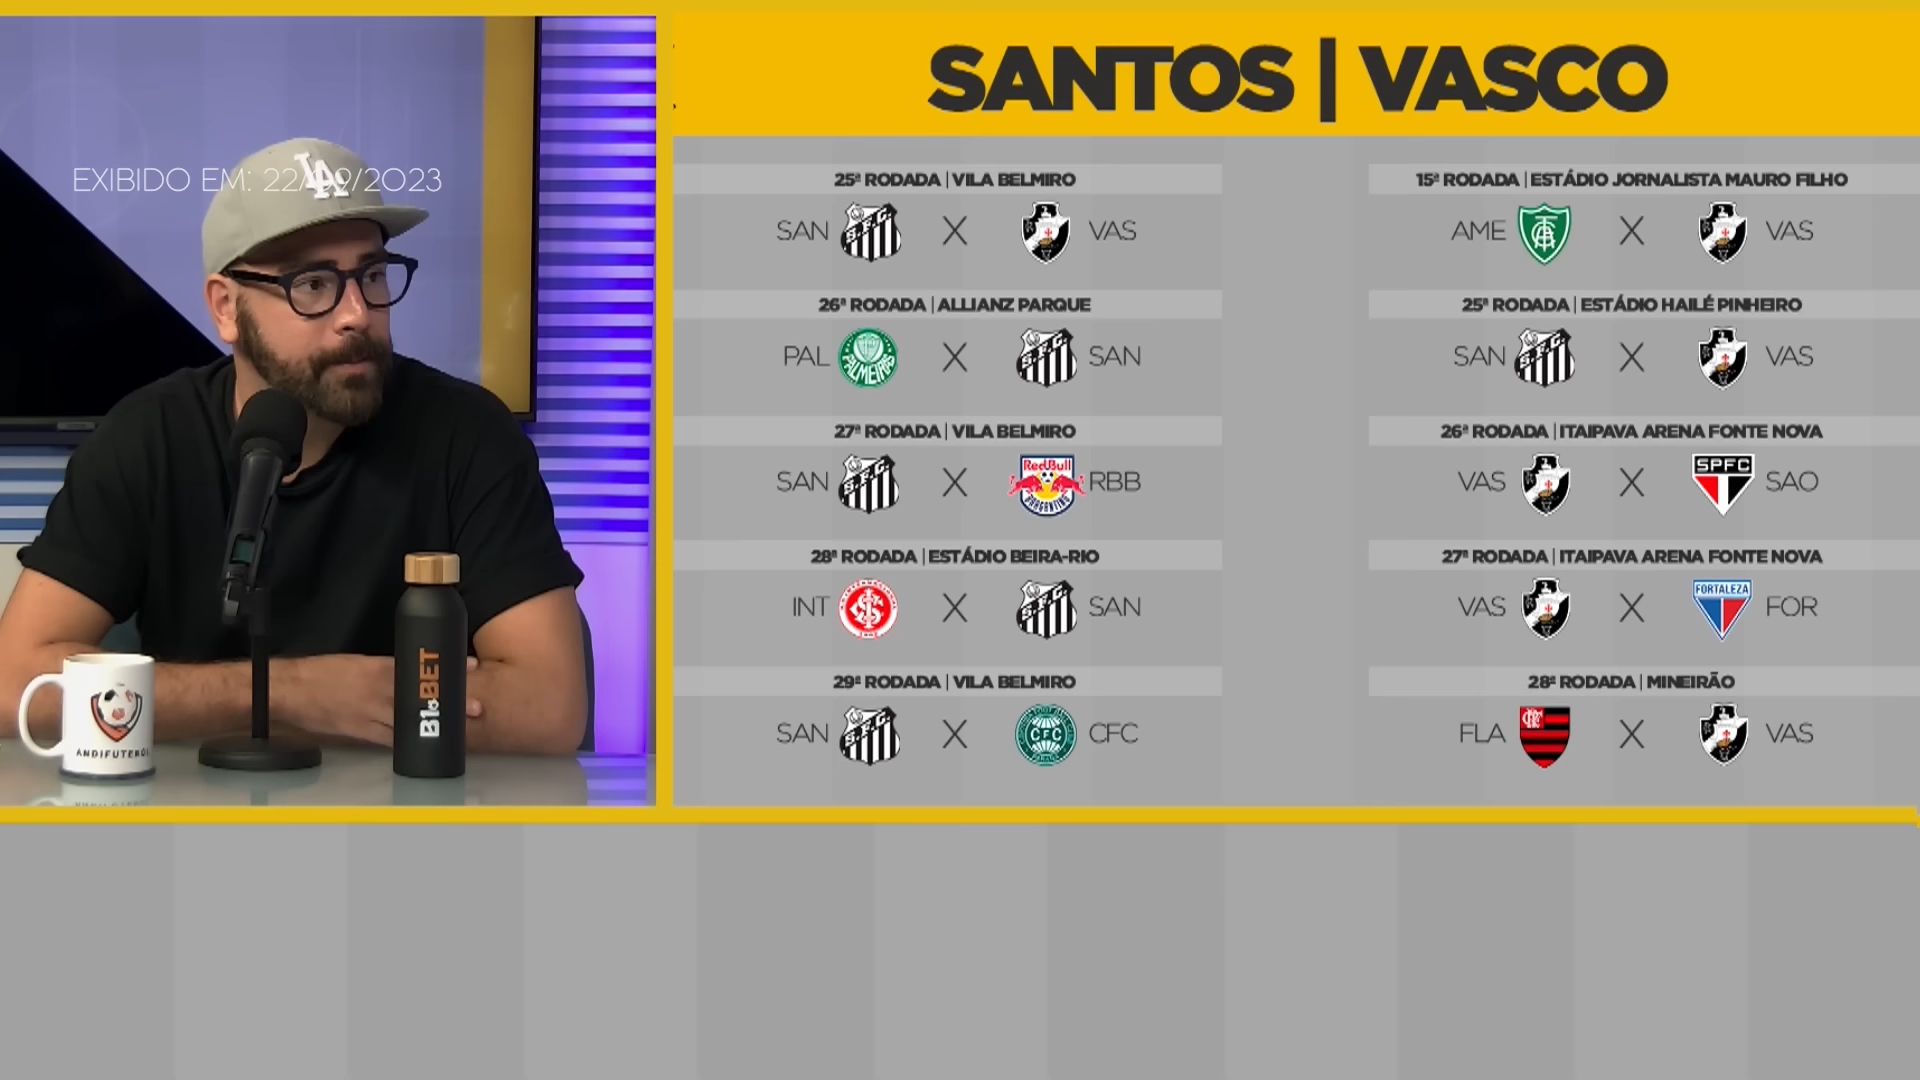 SANTOS | VASCO
EXIBIDO EM: 22/09/2023
LA
B1.BET
ANDIFUTEBOL
25ª RODADA | VILA BELMIRO
SAN X VAS
26ª RODADA | ALLIANZ PARQUE
PAL X SAN
27ª RODADA | VILA BELMIRO
SAN X RBB
28ª RODADA | ESTÁDIO BEIRA-RIO
INT X SAN
29ª RODADA | VILA BELMIRO
SAN X CFC
15ª RODADA | ESTÁDIO JORNALISTA MAURO FILHO
AME X VAS
25ª RODADA | ESTÁDIO HAILÉ PINHEIRO
SAN X VAS
26ª RODADA | ITAIPAVA ARENA FONTE NOVA
VAS SPFC X SAO
27ª RODADA | ITAIPAVA ARENA FONTE NOVA
VAS X FORTALEZA FOR
28ª RODADA | MINEIRÃO
FLA X VAS